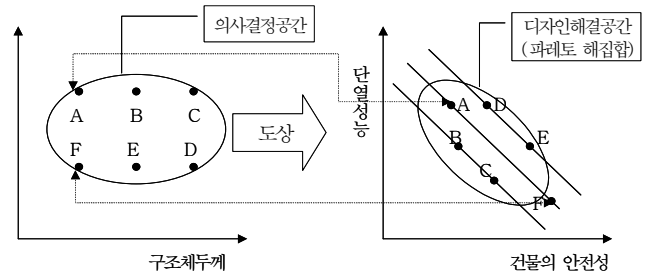 의사결정공간
디자인해결공간
(파레토 해집합)
단열성능
A B C
F E D
도상
A D
B E
C
F
구조체두께
건물의 안전성